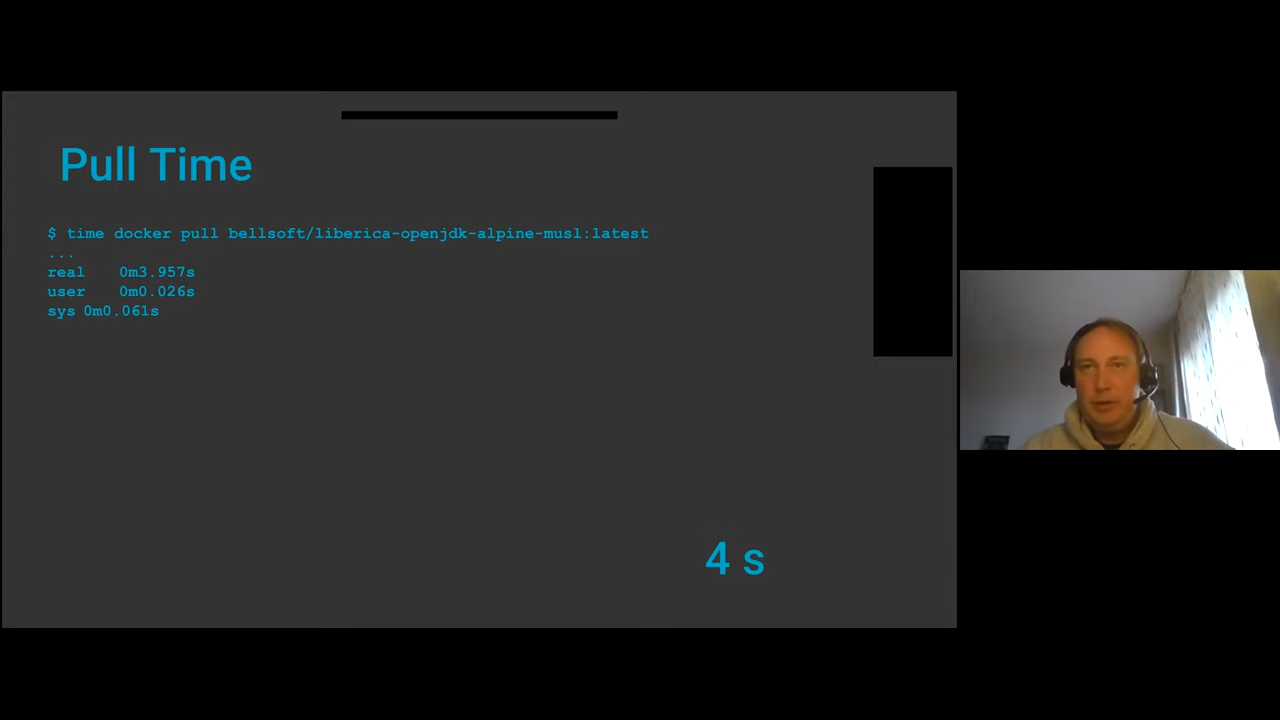 Pull Time
$ time docker pull bellsoft/liberica-openjdk-alpine-musl:latest
...
real 0m3.957s
user 0m0.026s
sys 0m0.061s
4 s